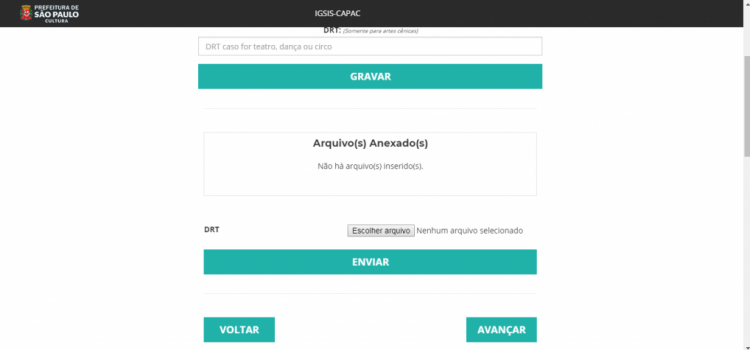 PREFEITURA DE
SÃO PAULO
CULTURA
IGSIS-CAPAC
DRT: (Somente para artes cênicas)
DRT caso for teatro, dança ou circo
GRAVAR
Arquivo(s) Anexado(s)
Não há arquivo(s) inserido(s).
DRT
Escolher arquivo Nenhum arquivo selecionado
ENVIAR
VOLTAR
AVANÇAR